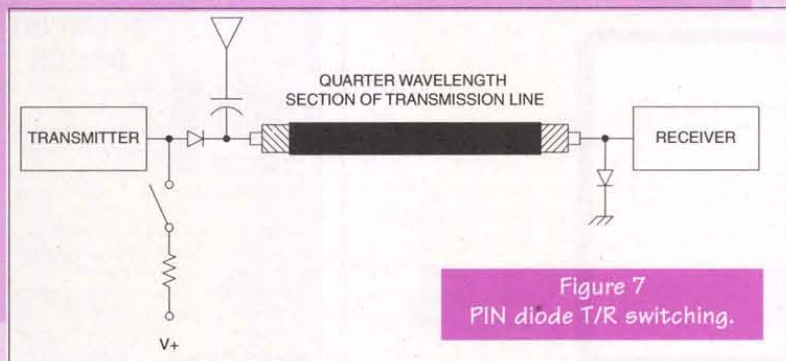 QUARTER WAVELENGTH
SECTION OF TRANSMISSION LINE
TRANSMITTER
RECEIVER
V+
Figure 7
PIN diode T/R switching.